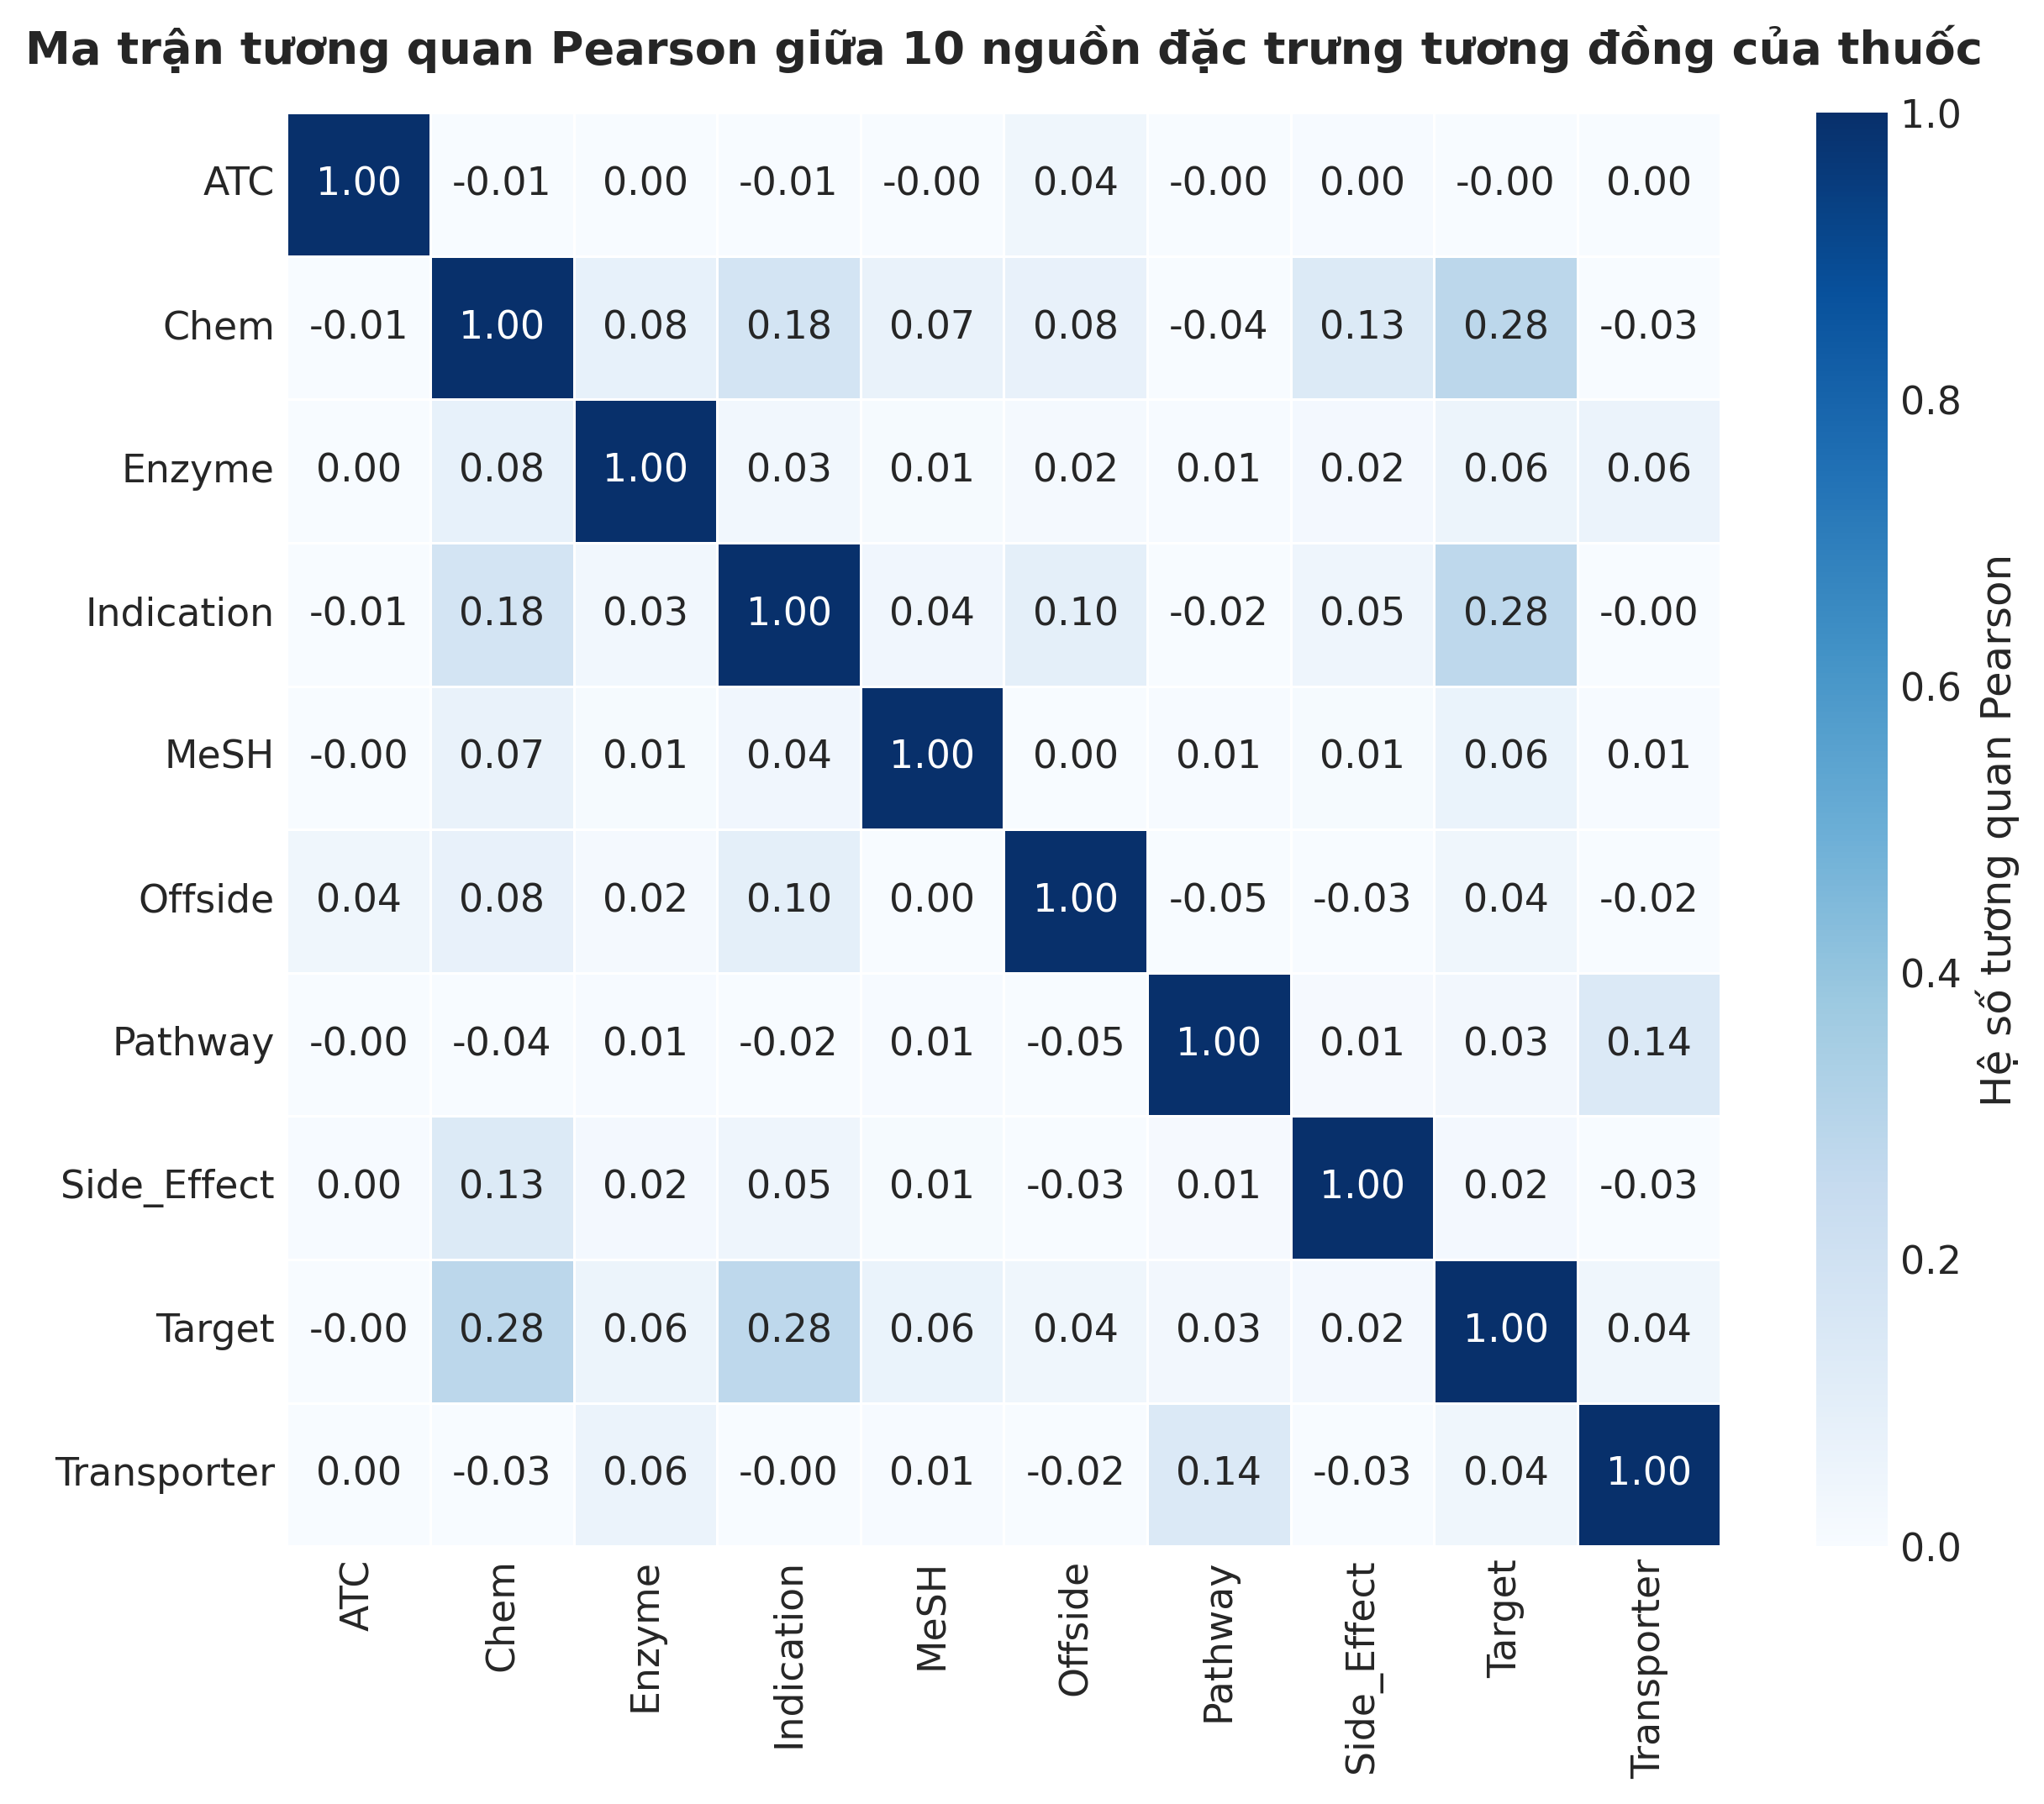 Ma trận tương quan Pearson giữa 10 nguồn đặc trưng tương đồng của thuốc
ATC 1.00 -0.01 0.00 -0.01 -0.00 0.04 -0.00 0.00 -0.00 0.00
Chem -0.01 1.00 0.08 0.18 0.07 0.08 -0.04 0.13 0.28 -0.03
Enzyme 0.00 0.08 1.00 0.03 0.01 0.02 0.01 0.02 0.06 0.06
Indication -0.01 0.18 0.03 1.00 0.04 0.10 -0.02 0.05 0.28 -0.00
MeSH -0.00 0.07 0.01 0.04 1.00 0.00 0.01 0.01 0.06 0.01
Offside 0.04 0.08 0.02 0.10 0.00 1.00 -0.05 -0.03 0.04 -0.02
Pathway -0.00 -0.04 0.01 -0.02 0.01 -0.05 1.00 0.01 0.03 0.14
Side_Effect 0.00 0.13 0.02 0.05 0.01 -0.03 0.01 1.00 0.02 -0.03
Target -0.00 0.28 0.06 0.28 0.06 0.04 0.03 0.02 1.00 0.04
Transporter 0.00 -0.03 0.06 -0.00 0.01 -0.02 0.14 -0.03 0.04 1.00
ATC Chem Enzyme Indication MeSH Offside Pathway Side_Effect Target Transporter
1.0
0.8
0.6
0.4
0.2
0.0
Hệ số tương quan Pearson